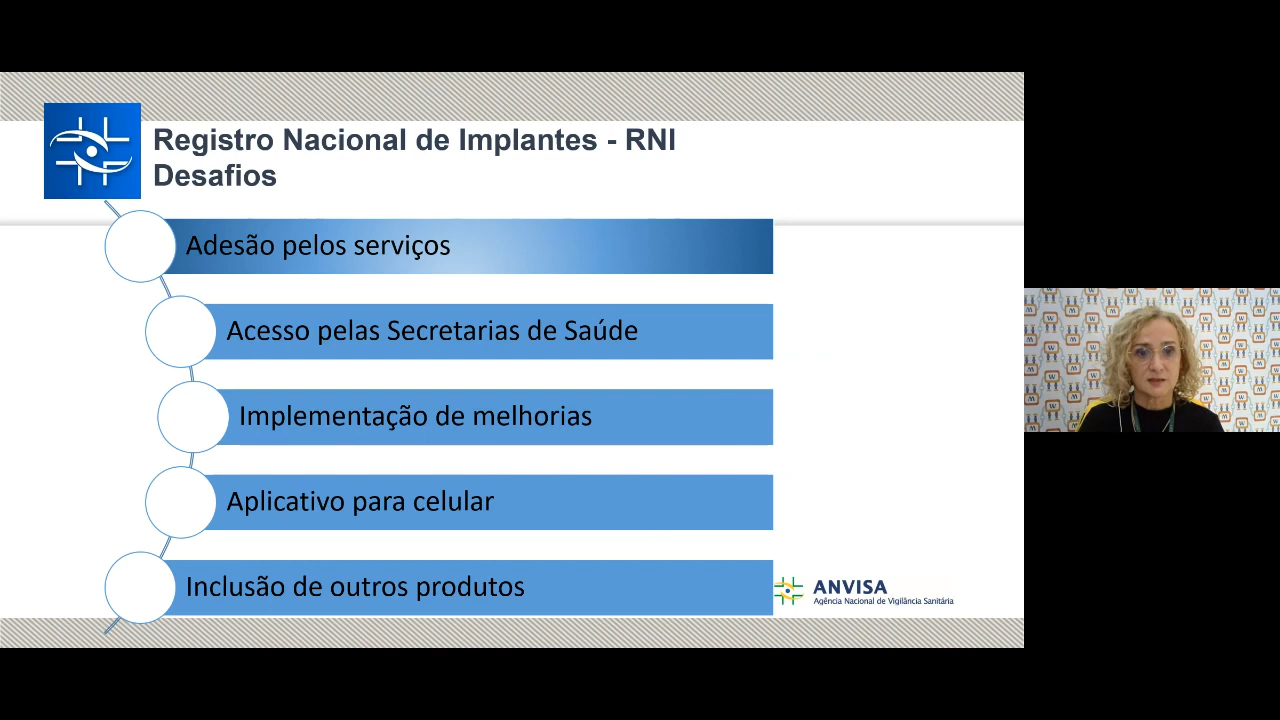 Registro Nacional de Implantes - RNI
Desafios
Adesão pelos serviços
Acesso pelas Secretarias de Saúde
Implementação de melhorias
Aplicativo para celular
Inclusão de outros produtos
ANVISA
Agência Nacional de Vigilância Sanitária